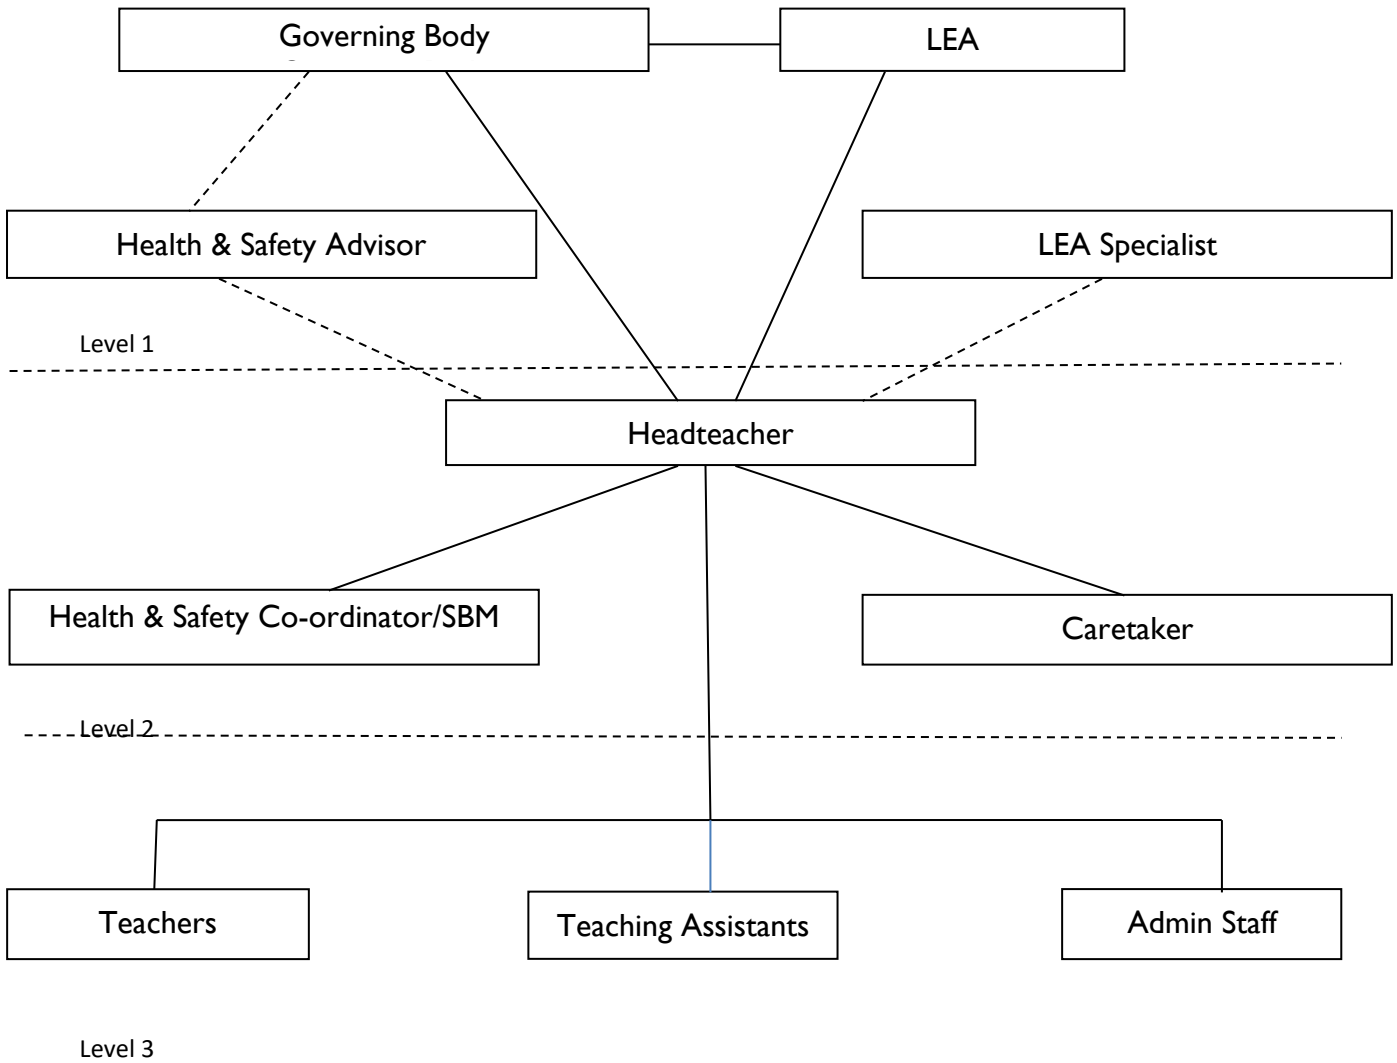 Governing Body
LEA
Health & Safety Advisor
LEA Specialist
Level 1
Headteacher
Health & Safety Co-ordinator/SBM
Caretaker
Level 2
Teachers
Teaching Assistants
Admin Staff
Level 3